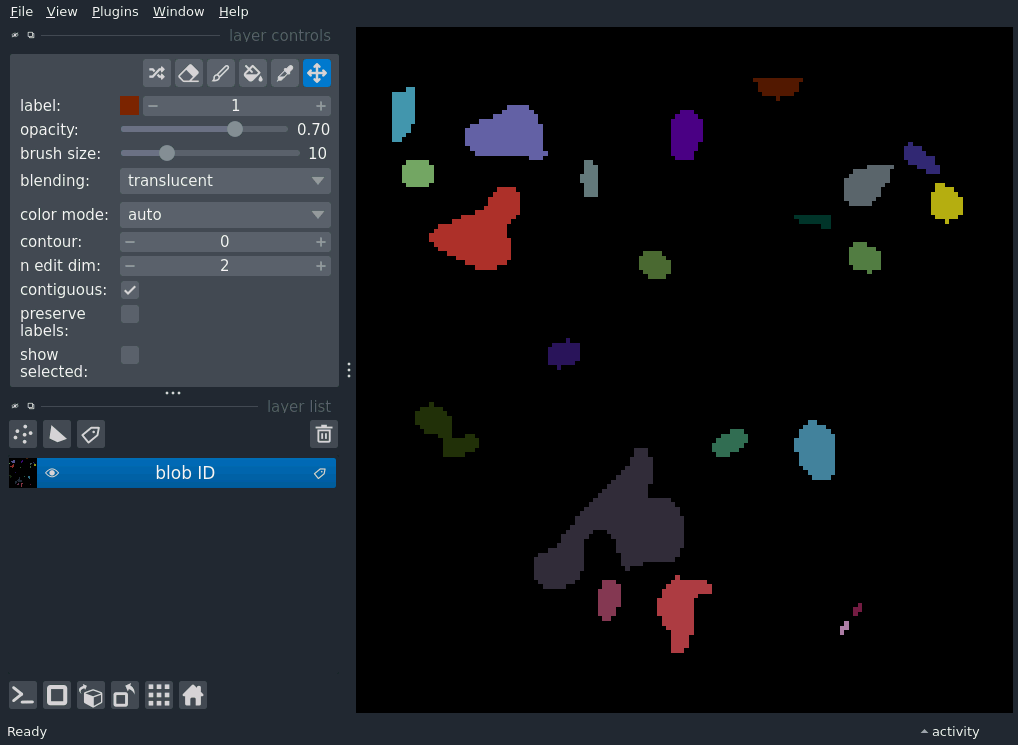 File View Plugins Window Help
layer controls
label: 1
opacity: 0.70
brush size: 10
blending: translucent
color mode: auto
contour: 0
n edit dim: 2
contiguous:
preserve
labels:
show
selected:
layer list
blob ID
Ready
activity